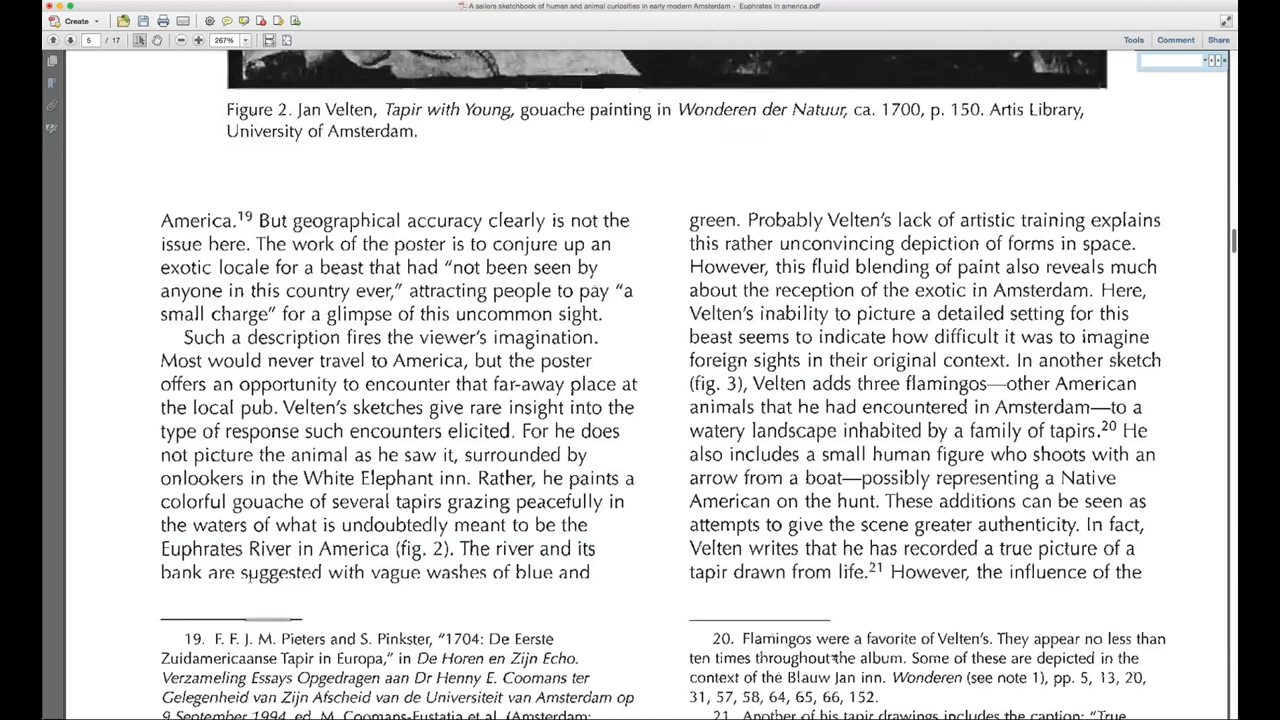 A sailors sketchbook of human and animal curiosities in early modern Amsterdam - Euphrates in america.pdf
Create
5 / 17
267%
Tools
Comment
Share
Figure 2. Jan Velten, Tapir with Young, gouache painting in Wonderen der Natuur, ca. 1700, p. 150. Artis Library,
University of Amsterdam.
America.19 But geographical accuracy clearly is not the
issue here. The work of the poster is to conjure up an
exotic locale for a beast that had “not been seen by
anyone in this country ever,” attracting people to pay “a
small charge” for a glimpse of this uncommon sight.
Such a description fires the viewer’s imagination.
Most would never travel to America, but the poster
offers an opportunity to encounter that far-away place at
the local pub. Velten’s sketches give rare insight into the
type of response such encounters elicited. For he does
not picture the animal as he saw it, surrounded by
onlookers in the White Elephant inn. Rather, he paints a
colorful gouache of several tapirs grazing peacefully in
the waters of what is undoubtedly meant to be the
Euphrates River in America (fig. 2). The river and its
bank are suggested with vague washes of blue and
19. F. F. J. M. Pieters and S. Pinkster, “1704: De Eerste
Zuidamericaanse Tapir in Europa,” in De Horen en Zijn Echo.
Verzameling Essays Opgedragen aan Dr Henny E. Coomans ter
Gelegenheid van Zijn Afscheid van de Universiteit van Amsterdam op
9 September 1994, ed. M. Coomans-Eustatia et al. (Amsterdam:
green. Probably Velten’s lack of artistic training explains
this rather unconvincing depiction of forms in space.
However, this fluid blending of paint also reveals much
about the reception of the exotic in Amsterdam. Here,
Velten’s inability to picture a detailed setting for this
beast seems to indicate how difficult it was to imagine
foreign sights in their original context. In another sketch
(fig. 3), Velten adds three flamingos—other American
animals that he had encountered in Amsterdam—to a
watery landscape inhabited by a family of tapirs.20 He
also includes a small human figure who shoots with an
arrow from a boat—possibly representing a Native
American on the hunt. These additions can be seen as
attempts to give the scene greater authenticity. In fact,
Velten writes that he has recorded a true picture of a
tapir drawn from life.21 However, the influence of the
20. Flamingos were a favorite of Velten’s. They appear no less than
ten times throughout the album. Some of these are depicted in the
context of the Blauw Jan inn. Wonderen (see note 1), pp. 5, 13, 20,
31, 57, 58, 64, 65, 66, 152.
21. Another of his tapir drawings includes the caption: “True